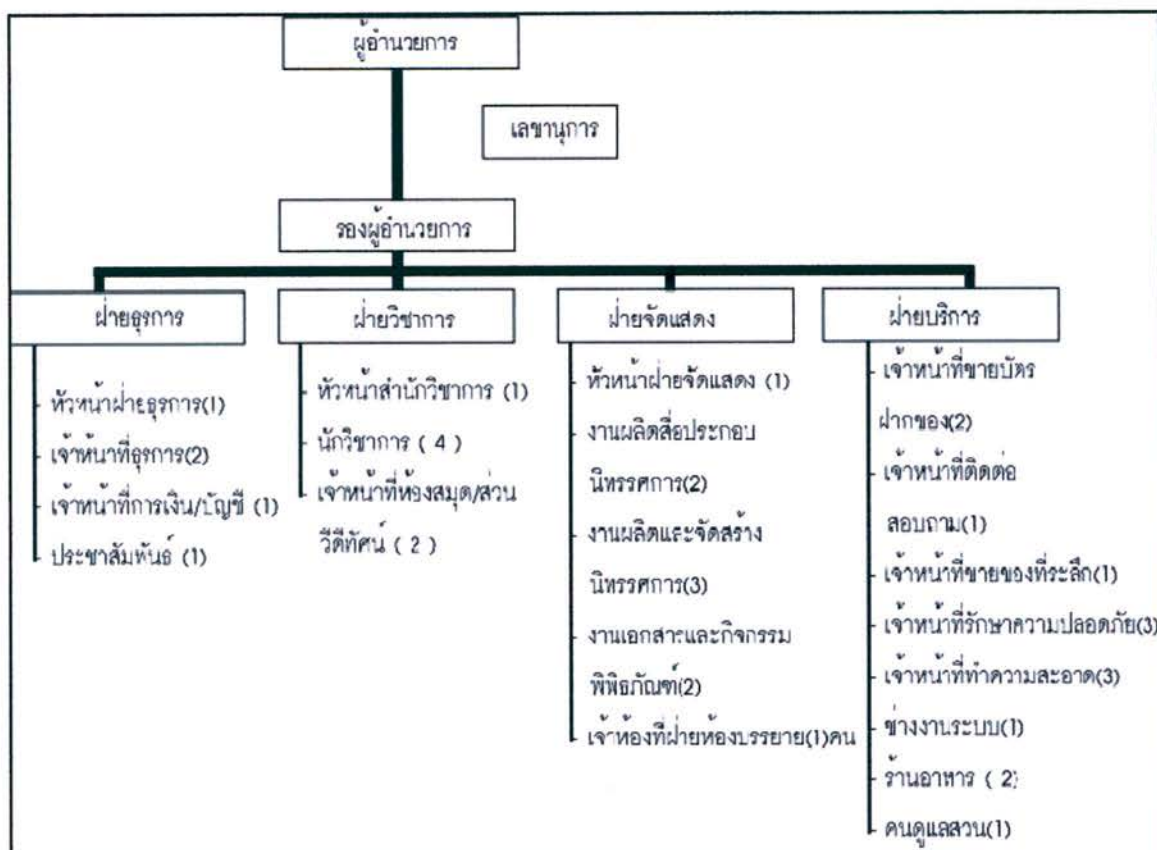 ผู้อำนวยการ
เลขานุการ
รองผู้อำนวยการ
ฝ่ายธุรการ
หัวหน้าฝ่ายธุรการ(1)
เจ้าห้นาที่ธุรการ(2)
เจ้าหน้าที่การเงิน/บัญชี (1)
ประชาสัมพันธ์ (1)
ฝ่ายวิชาการ
หัวหน้าสำนักวิชาการ (1)
นักวิชาการ ( 4 )
เจ้าหน้าที่ห้องสมุด/ส่วน
วีดีทัศน์ ( 2 )
ฝ่ายจัดแสดง
หัวหน้าฝ่ายจัดแสดง (1)
งานผลิตสื่อประกอบ
นิทรรศการ(2)
งานผลิตและจัดสร้าง
นิทรรศการ(3)
งานเอกสารและกิจกรรม
พิพิธภัณฑ์(2)
เจ้าห้องที่ฝ่ายห้องบรรยาย(1)คน
ฝ่ายบริการ
เจ้าหน้าที่ขายบัตร
ฝากของ(2)
เจ้าหน้าที่ติดต่อ
สอบถาม(1)
เจ้าหน้าที่ขายของที่ระลึก(1)
เจ้าหน้าที่รักษาความปลอดภัย(3)
เจ้าหน้าที่ทำความสะอาด(3)
ช่างงานระบบ(1)
ร้านอาหาร ( 2)
คนดูแลสวน(1)